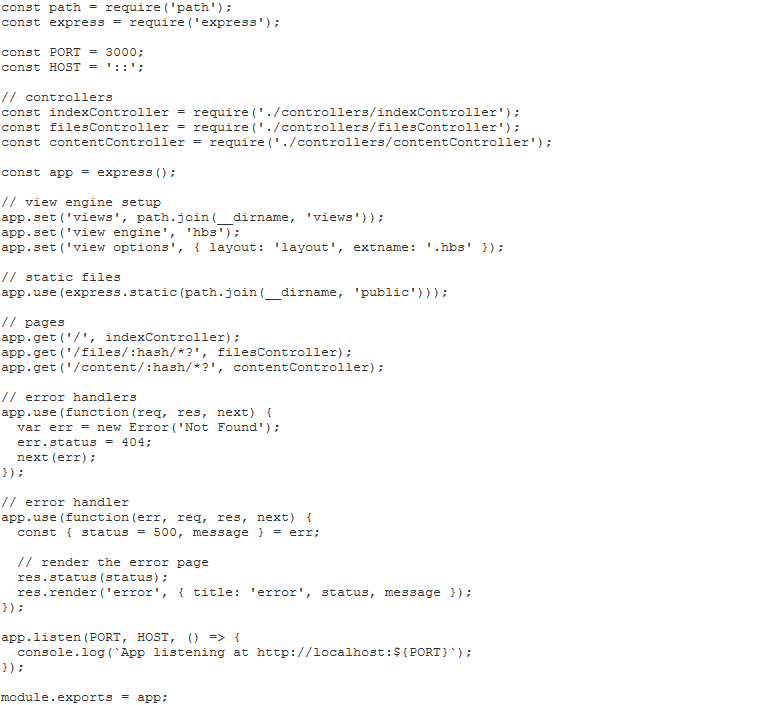 const path = require('path');
const express = require('express');

const PORT = 3000;
const HOST = '::';

// controllers
const indexController = require('./controllers/indexController');
const filesController = require('./controllers/filesController');
const contentController = require('./controllers/contentController');

const app = express();

// view engine setup
app.set('views', path.join(__dirname, 'views'));
app.set('view engine', 'hbs');
app.set('view options', { layout: 'layout', extname: '.hbs' });

// static files
app.use(express.static(path.join(__dirname, 'public')));

// pages
app.get('/', indexController);
app.get('/files/:hash/*?', filesController);
app.get('/content/:hash/*?', contentController);

// error handlers
app.use(function(req, res, next) {
  var err = new Error('Not Found');
  err.status = 404;
  next(err);
});

// error handler
app.use(function(err, req, res, next) {
  const { status = 500, message } = err;

  // render the error page
  res.status(status);
  res.render('error', { title: 'error', status, message });
});

app.listen(PORT, HOST, () => {
  console.log(`App listening at http://localhost:${PORT}`);
});

module.exports = app;